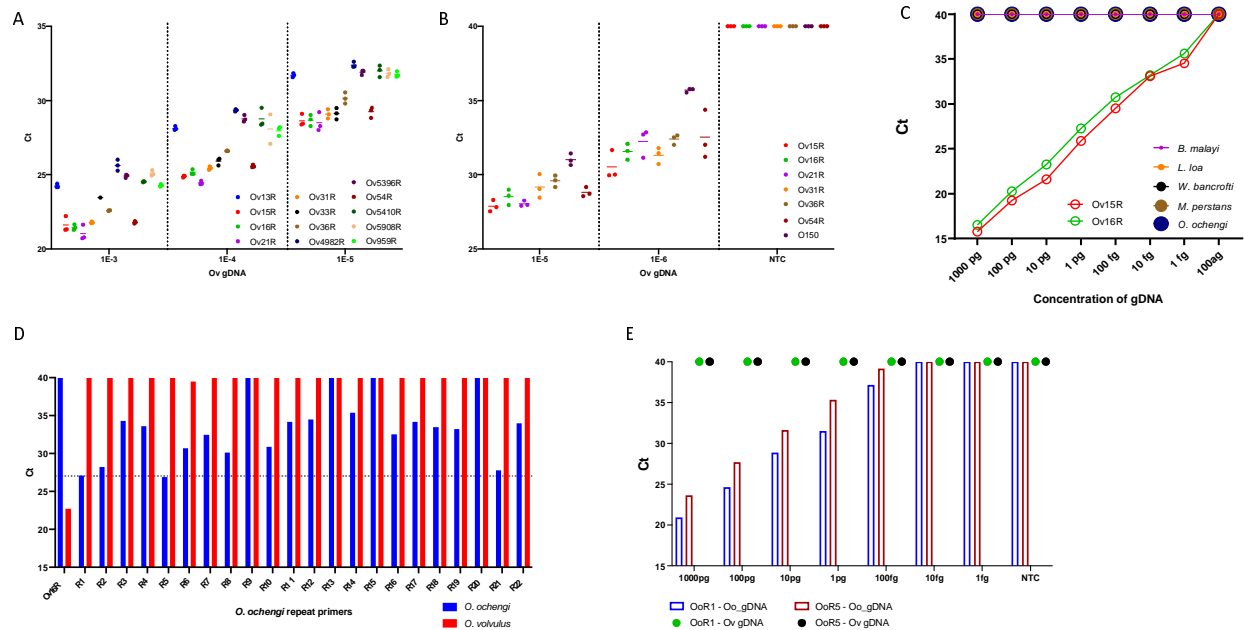 A
35
30
25
20
Ct
1E-3
1E-4
1E-5
Ov gDNA
Ov13R
Ov15R
Ov16R
Ov21R
Ov31R
Ov33R
Ov36R
Ov4982R
Ov5396R
Ov54R
Ov5410R
Ov5908R
Ov959R
B
40
35
30
25
Ct
1E-5
1E-6
NTC
Ov gDNA
Ov15R
Ov16R
Ov21R
Ov31R
Ov36R
Ov54R
O150
C
40
35
30
25
20
15
Ct
1000 pg
100 pg
10 pg
1 pg
100 fg
10 fg
1 fg
100ag
Concentration of gDNA
Ov15R
Ov16R
B. malayi
L. loa
W. bancrofti
M. perstans
O. ochengi
D
40
35
30
25
20
15
Ct
Ov16R
R1
R2
R3
R4
R5
R6
R7
R8
R9
R10
R1 1
R12
R13
R14
R15
R16
R17
R18
R19
R20
R21
R22
O. ochengi repeat primers
O. ochengi
O. volvulus
E
40
35
30
25
20
15
Ct
1000pg
100pg
10pg
1pg
100fg
10fg
1fg
NTC
OoR1 - Oo_gDNA
OoR5 - Oo_gDNA
OoR1 - Ov gDNA
OoR5 - Ov gDNA